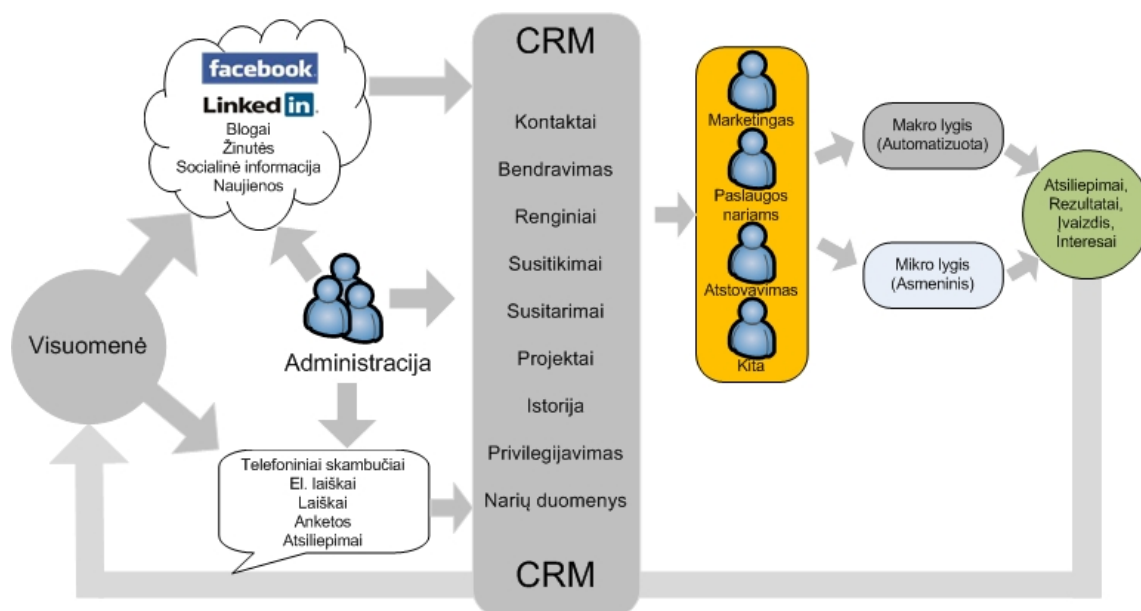 facebook
Linked in
Blogai
Žinutės
Socialinė informacija
Naujienos
Visuomenė
Administracija
Telefoniniai skambučiai
El. laiškai
Laiškai
Anketos
Atsiliepimai
CRM
Kontaktai
Bendravimas
Renginiai
Susitikimai
Susitarimai
Projektai
Istorija
Privilegijavimas
Narių duomenys
CRM
Marketingas
Paslaugos
nariams
Atstovavimas
Kita
Makro lygis
(Automatizuota)
Mikro lygis
(Asmeninis)
Atsiliepimai,
Rezultatai,
Įvaizdis,
Interesai